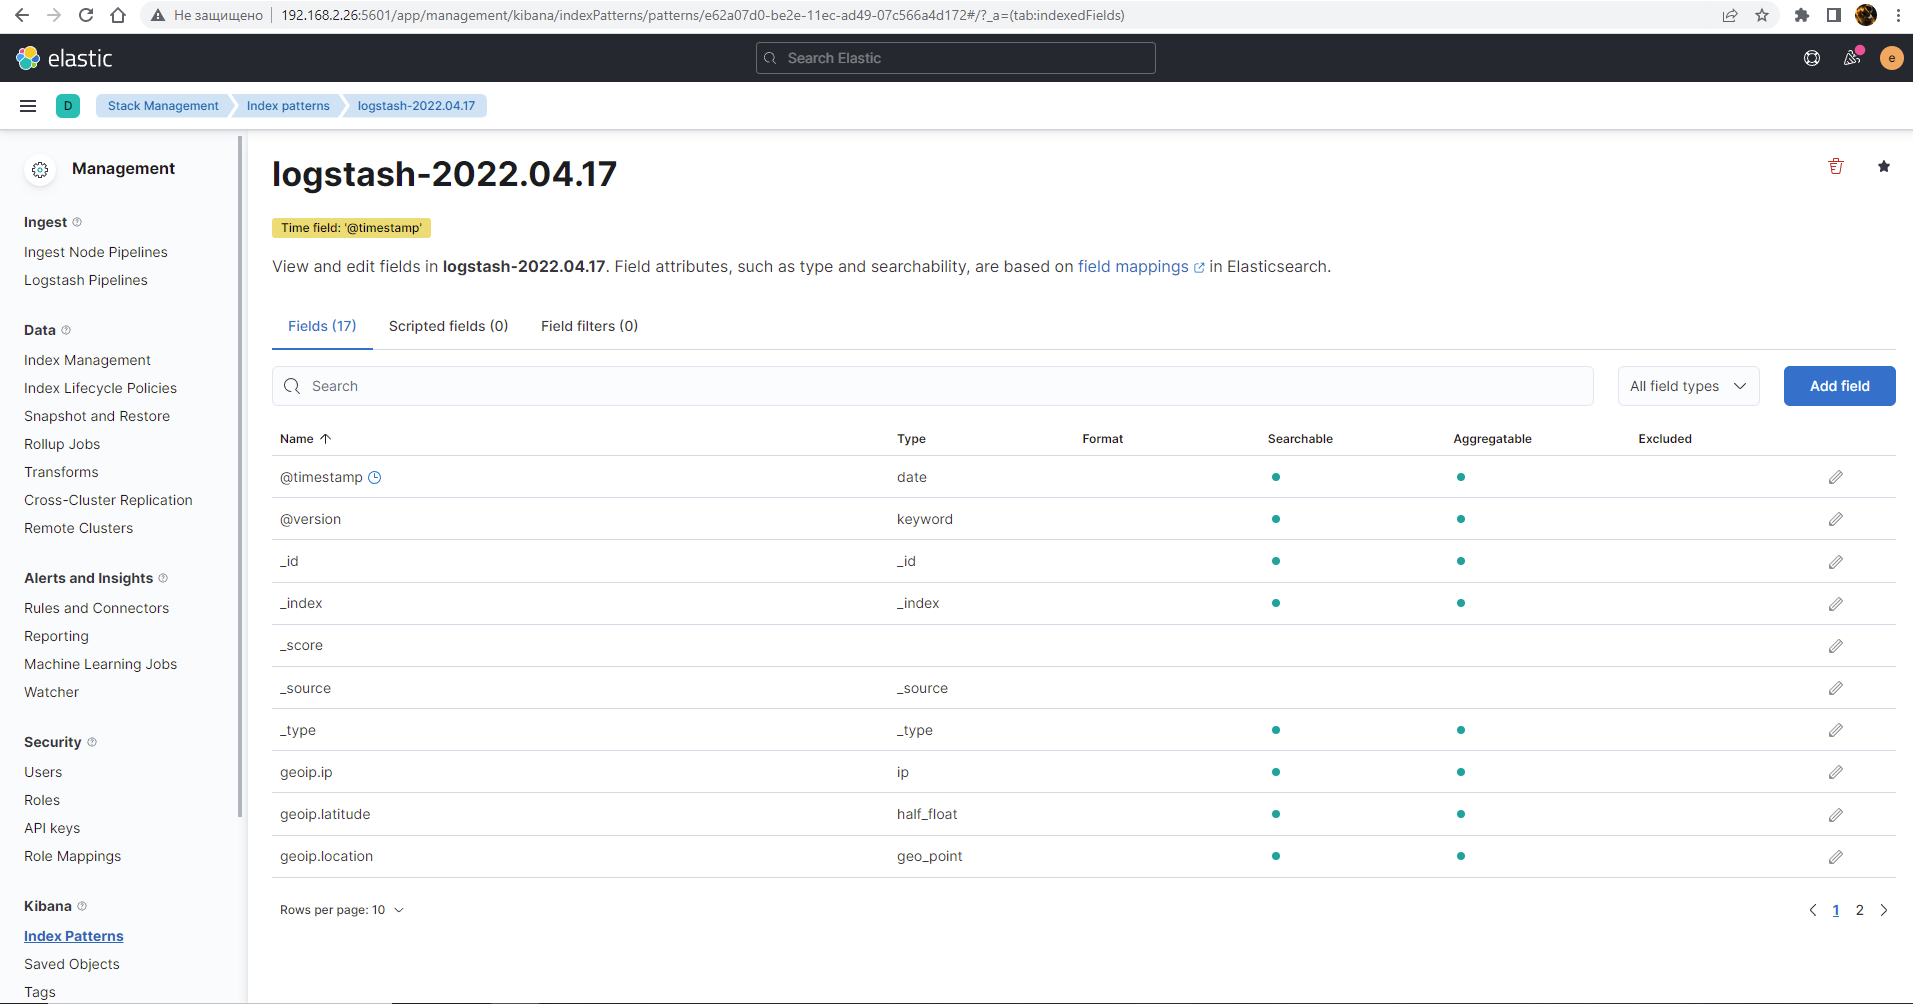 Не защищено 192.168.2.26:5601/app/management/kibana/indexPatterns/patterns/e62a07d0-be2e-11ec-ad49-07c566a4d172#/?_a=(tab:indexedFields)
elastic
Search Elastic
e
D
Stack Management
Index patterns
logstash-2022.04.17
Management
Ingest
Ingest Node Pipelines
Logstash Pipelines
Data
Index Management
Index Lifecycle Policies
Snapshot and Restore
Rollup Jobs
Transforms
Cross-Cluster Replication
Remote Clusters
Alerts and Insights
Rules and Connectors
Reporting
Machine Learning Jobs
Watcher
Security
Users
Roles
API keys
Role Mappings
Kibana
Index Patterns
Saved Objects
Tags
logstash-2022.04.17
Time field: '@timestamp'
View and edit fields in logstash-2022.04.17. Field attributes, such as type and searchability, are based on field mappings in Elasticsearch.
Fields (17) Scripted fields (0) Field filters (0)
Search
All field types
Add field
Name Type Format Searchable Aggregatable Excluded
@timestamp date
@version keyword
_id _id
_index _index
_score
_source _source
_type _type
geoip.ip ip
geoip.latitude half_float
geoip.location geo_point
Rows per page: 10
1 2